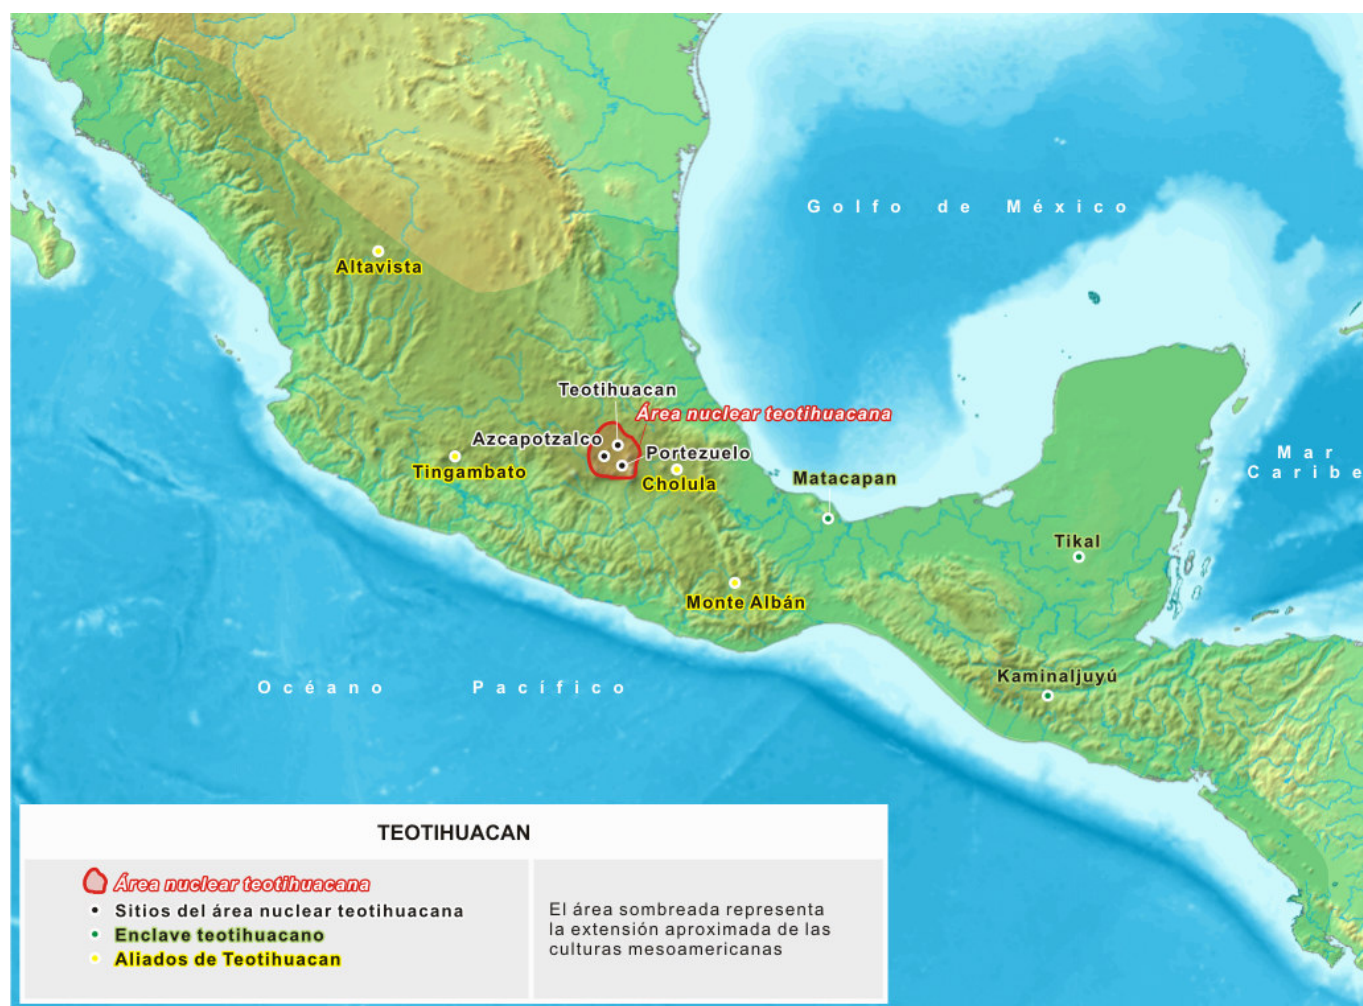 Golfo de México
Altavista
Teotihuacan
Área nuclear teotihuacana
Azcapotzalco
Portezuelo
Tingambato
Cholula
Mar
Caribe
Matacapan
Tikal
Monte Albán
Kaminaljuyú
Océano Pacífico
TEOTIHUACAN
Área nuclear teotihuacana
Sitios del área nuclear teotihuacana
Enclave teotihuacano
Aliados de Teotihuacan
El área sombreada representa
la extensión aproximada de las
culturas mesoamericanas